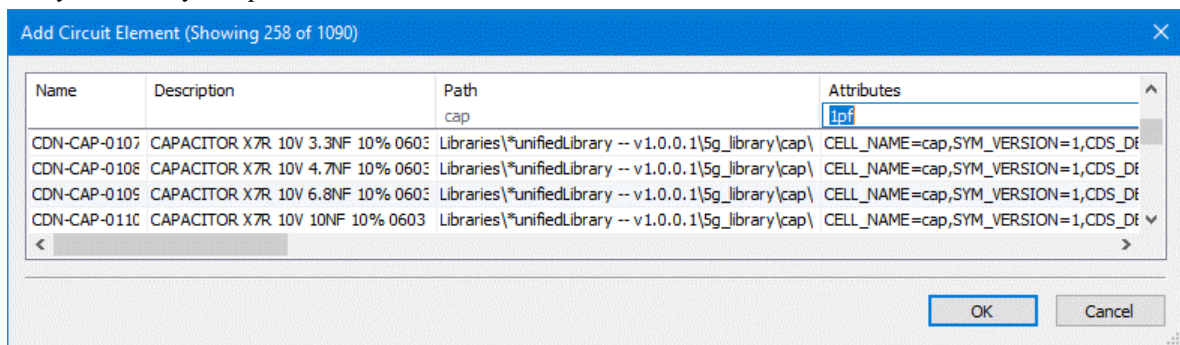 Add Circuit Element (Showing 258 of 1090)
Name Description Path Attributes
cap 1pf
CDN-CAP-0107 CAPACITOR X7R 10V 3.3NF 10% 0603 Libraries\*unifiedLibrary -- v1.0.0.1\5g_library\cap\ CELL_NAME=cap,SYM_VERSION=1,CDS_DE
CDN-CAP-0108 CAPACITOR X7R 10V 4.7NF 10% 0603 Libraries\*unifiedLibrary -- v1.0.0.1\5g_library\cap\ CELL_NAME=cap,SYM_VERSION=1,CDS_DE
CDN-CAP-0109 CAPACITOR X7R 10V 6.8NF 10% 0603 Libraries\*unifiedLibrary -- v1.0.0.1\5g_library\cap\ CELL_NAME=cap,SYM_VERSION=1,CDS_DE
CDN-CAP-0110 CAPACITOR X7R 10V 10NF 10% 0603 Libraries\*unifiedLibrary -- v1.0.0.1\5g_library\cap\ CELL_NAME=cap,SYM_VERSION=1,CDS_DE
OK Cancel